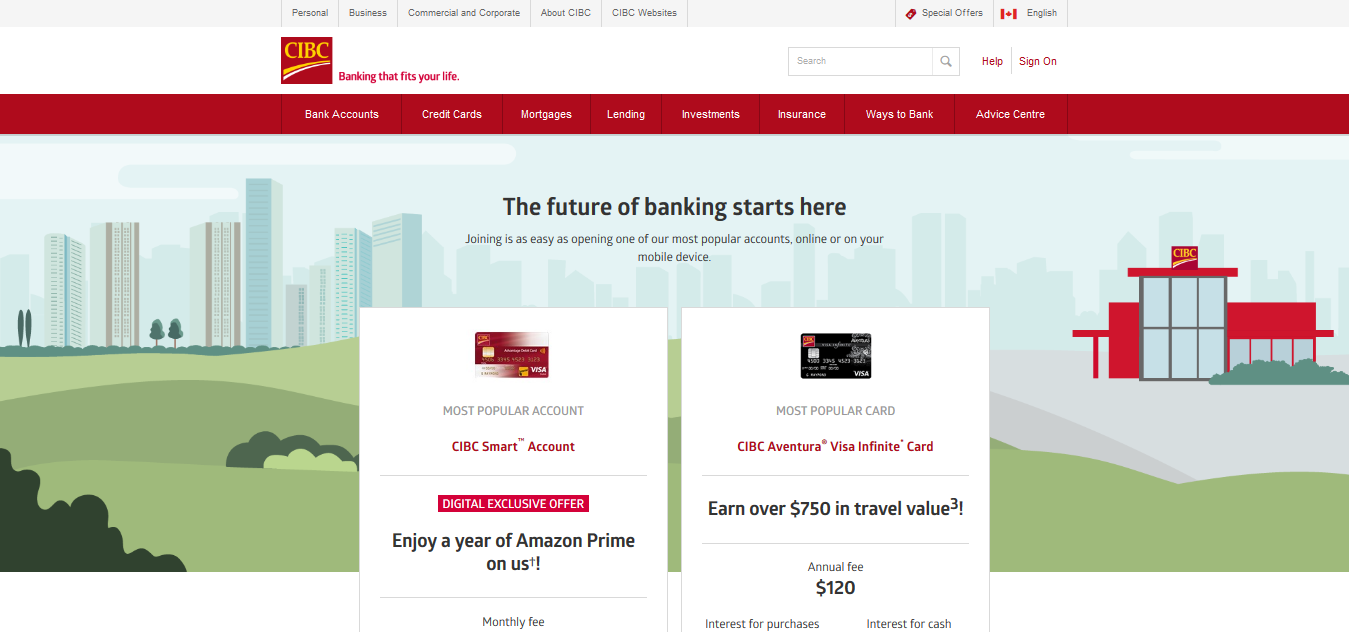 Personal Business Commercial and Corporate About CIBC CIBC Websites Special Offers English
CIBC Banking that fits your life. Search Help Sign On
Bank Accounts Credit Cards Mortgages Lending Investments Insurance Ways to Bank Advice Centre
The future of banking starts here
Joining is as easy as opening one of our most popular accounts, online or on your
mobile device.
CIBC
MOST POPULAR ACCOUNT
CIBC Smart™ Account
DIGITAL EXCLUSIVE OFFER
Enjoy a year of Amazon Prime
on us†!
Monthly fee
MOST POPULAR CARD
CIBC Aventura® Visa Infinite* Card
Earn over $750 in travel value3!
Annual fee
$120
Interest for purchases Interest for cash